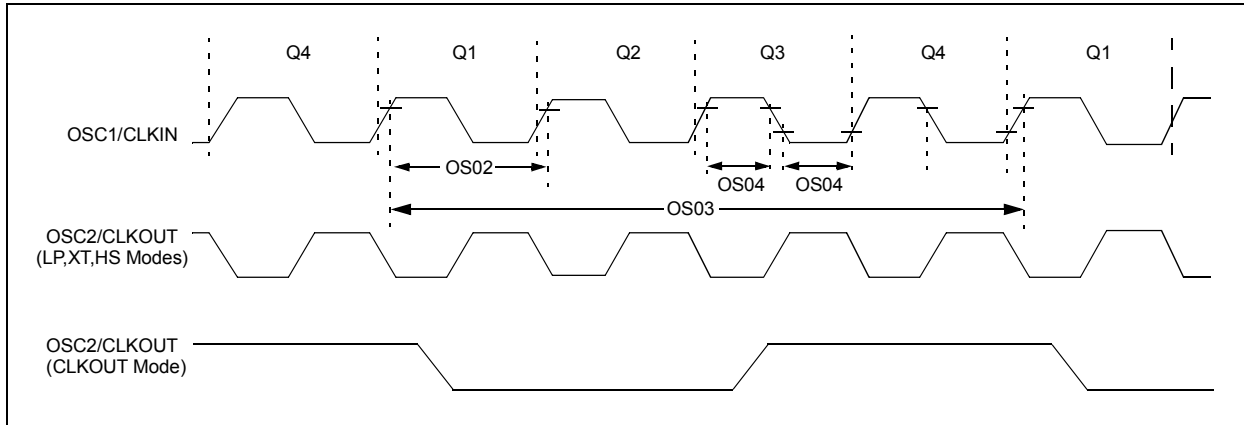 Q4 Q1 Q2 Q3 Q4 Q1
OSC1/CLKIN
OS02
OS04 OS04
OS03
OSC2/CLKOUT
(LP,XT,HS Modes)
OSC2/CLKOUT
(CLKOUT Mode)